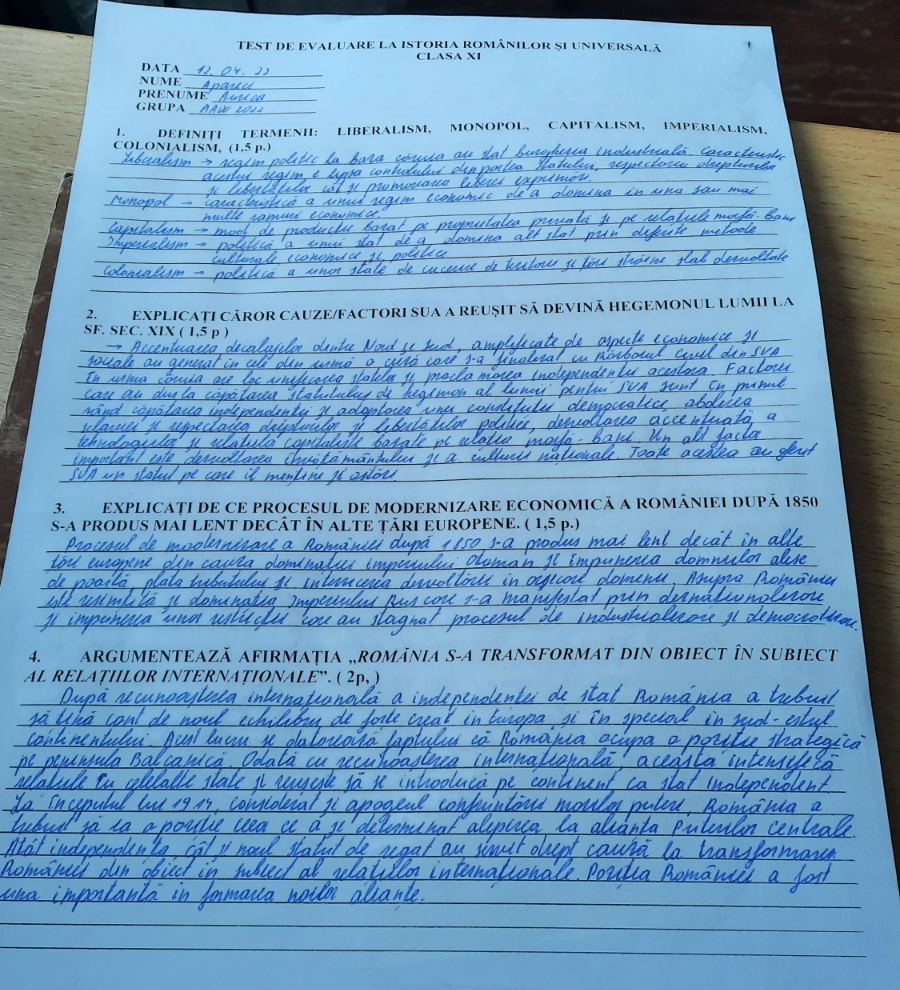 TEST DE EVALUARE LA ISTORIA ROMÂNILOR ȘI UNIVERSALĂ
CLASA XI
DATA 12. 04. 22
NUME
PRENUME Aurica
GRUPA AAW 2022
1. DEFINIȚI TERMENII: LIBERALISM, MONOPOL, CAPITALISM, IMPERIALISM,
COLONIALISM, (1,5 p.)
Liberalism → regim politic la baza căruia au stat burghezia industrială. Caracteristic
acestui regim, e lipsa controlului din partea statului, respectarea drepturilor
și libertăților cât și promovarea liberei exprimări.
Monopol – caracteristică a unui regim economic de a domina în una sau mai
multe ramuri economice.
Capitalism – mod de producție bazat pe proprietatea privată și pe relațiile marfă-bani
Imperialism – politică a unui stat de a domina alt stat prin diferite metode
culturale, economice și politice
Colonialism – politică a unor state de cucerire de teritorii și țări străine slab dezvoltate
2. EXPLICAȚI CĂROR CAUZE/FACTORI SUA A REUȘIT SĂ DEVINĂ HEGEMONUL LUMII LA
SF. SEC. XIX ( 1,5 p )
→ Accentuarea decalajelor dintre Nord și Sud, amplificate de aspecte economice și
sociale au generat în cele din urmă o criză care s-a finalizat cu Războiul Civil din SUA
În urma căruia are loc unificarea statelor și proclamarea independenței acestora. Factorii
care au dus la căpătarea statutului de hegemon al lumii pentru SUA sunt în primul
rând căpătarea independenței și adoptarea unei constituții democratice, abolirea
sclaviei și respectarea drepturilor și libertăților politice, dezvoltarea accentuată a
tehnologiilor și relațiilor capitaliste bazate pe relații marfă-bani. Un alt factor
important este dezvoltarea învățământului și a culturii naționale. Toate acestea au oferit
SUA un statut pe care îl menține și astăzi.
3. EXPLICAȚI DE CE PROCESUL DE MODERNIZARE ECONOMICĂ A ROMÂNIEI DUPĂ 1850
S-A PRODUS MAI LENT DECÂT ÎN ALTE ȚĂRI EUROPENE. ( 1,5 p.)
Procesul de modernizare a României după 1850 s-a produs mai lent decât în alte
țări europene din cauza dominației imperiului Otoman și impunerea domnilor aleși
de poartă, plata tributului și interzicerea dezvoltării în oricare domeniu. Asupra României
este resimțită și dominația Imperiului Rus care s-a manifestat prin deznaționalizare
și impunerea unor restricții care au stagnat procesul de industrializare și democratizare.
4. ARGUMENTEAZĂ AFIRMAȚIA „ROMÂNIA S-A TRANSFORMAT DIN OBIECT ÎN SUBIECT
AL RELAȚIILOR INTERNAȚIONALE”. ( 2p, )
După recunoașterea internațională a independenței de stat România a trebuit
să țină cont de noul echilibru de forțe creat în Europa și în special în sud-estul
continentului. Acest lucru se datorează faptului că România ocupa o poziție strategică
pe peninsula Balcanică. Odată cu recunoașterea internațională, aceasta intensifică
relațiile cu celelalte state și reușește să se introducă pe continent ca stat independent.
La începutul lui 1914, considerat și apogeul confruntării marilor puteri, România a
trebuit să ia o poziție ceea ce a și determinat alipirea la alianța Puterilor Centrale.
Atât independența cât și noul statut de regat au servit drept cauză la transformarea
României din obiect în subiect al relațiilor internaționale. Poziția României a fost
una importantă în formarea noilor alianțe.